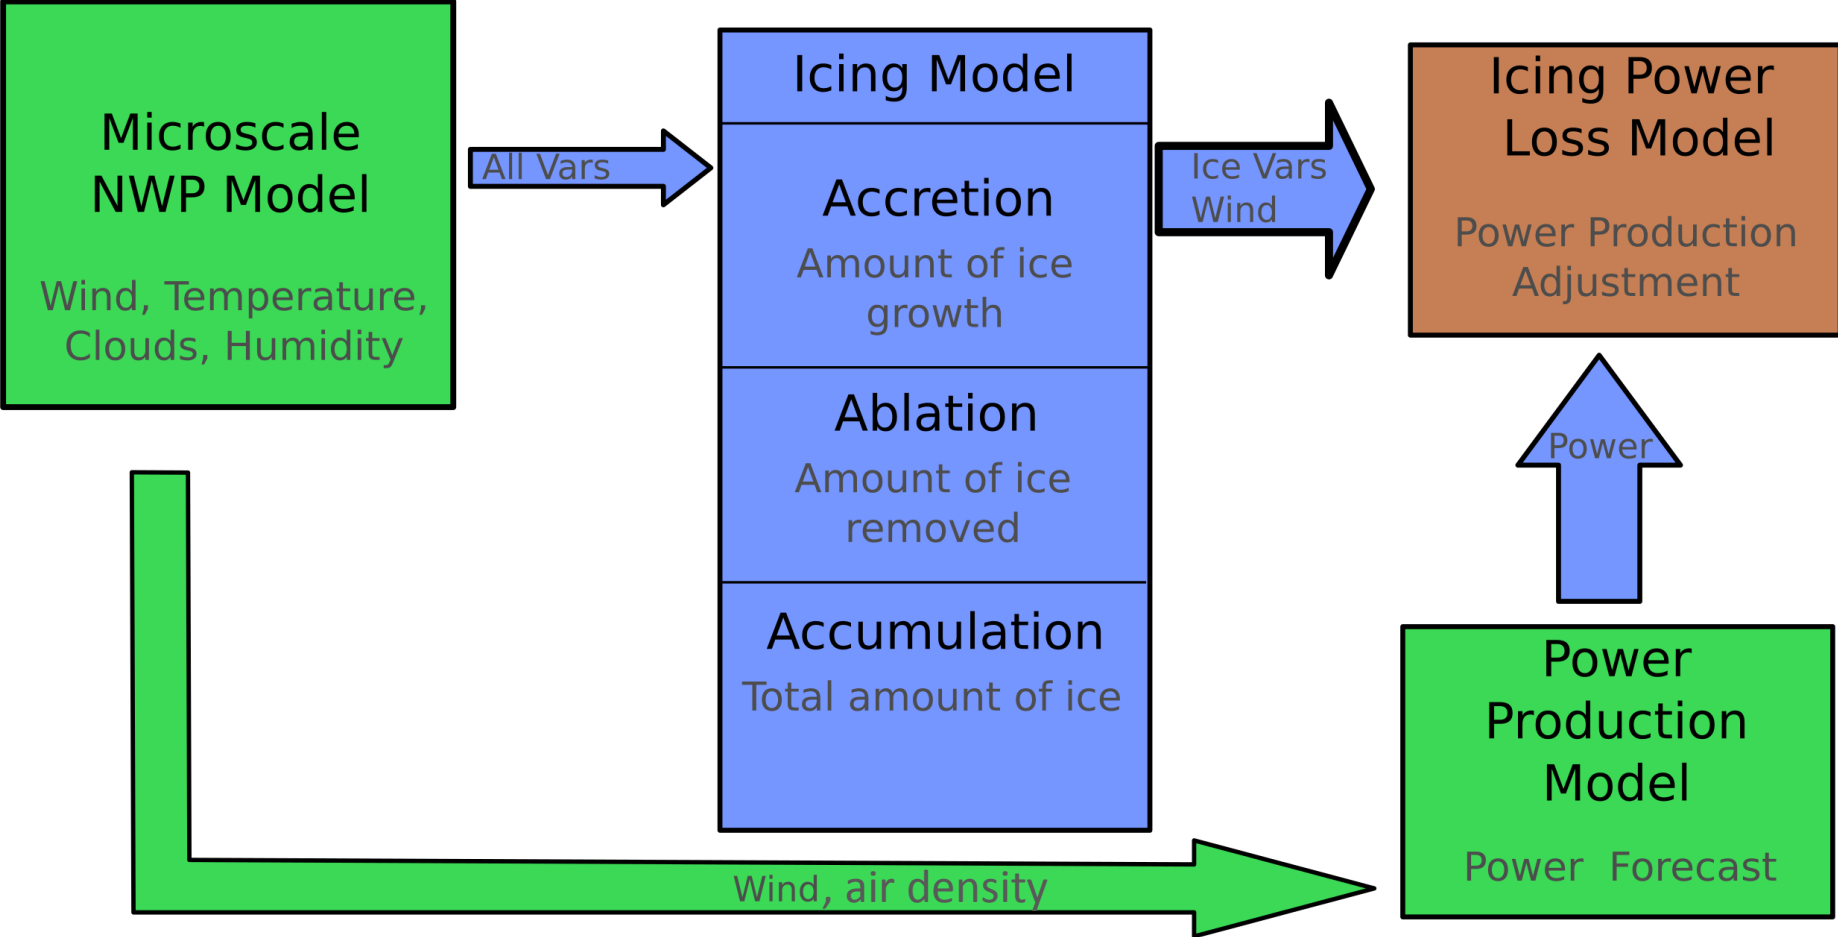 Microscale
NWP Model
Wind, Temperature,
Clouds, Humidity
All Vars
Icing Model
Accretion
Amount of ice
growth
Ablation
Amount of ice
removed
Accumulation
Total amount of ice
Ice Vars
Wind
Icing Power
Loss Model
Power Production
Adjustment
Power
Power
Production
Model
Power Forecast
Wind, air density